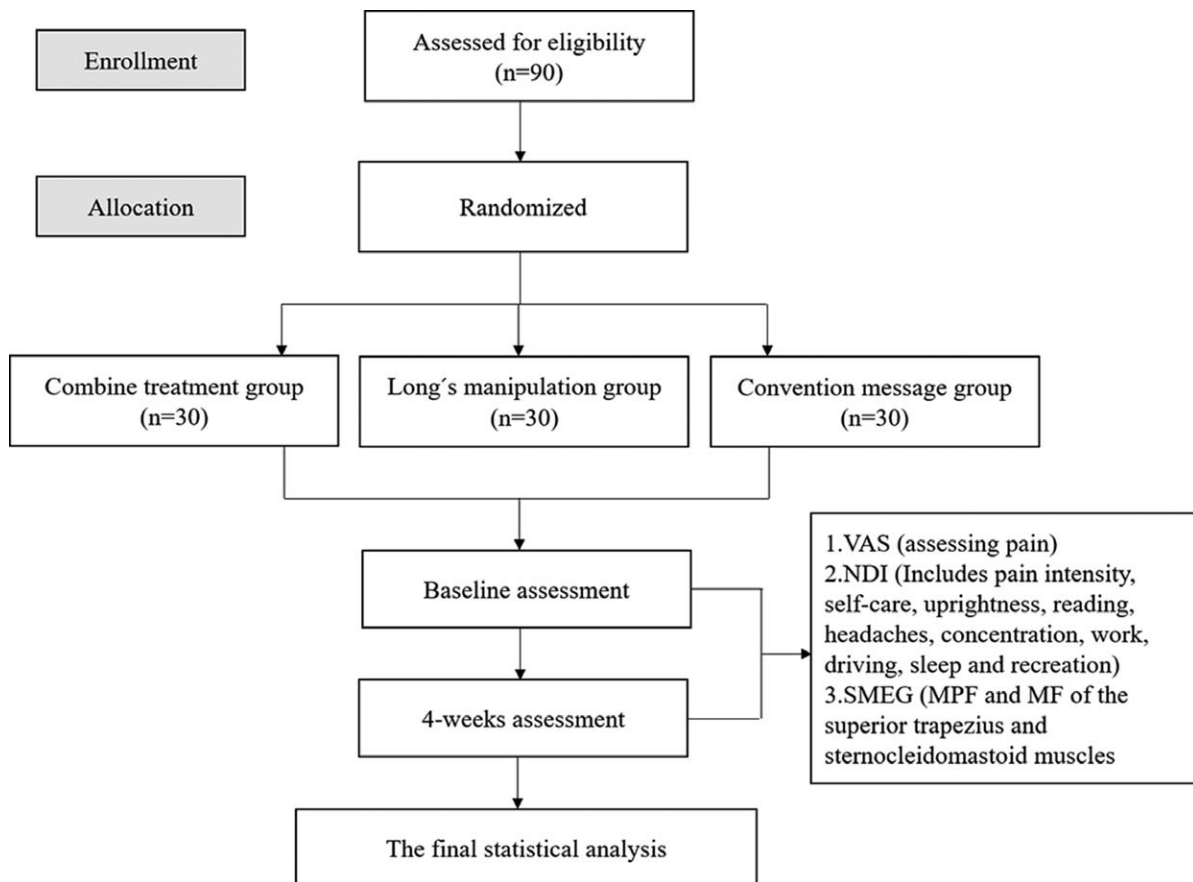 Enrollment
Assessed for eligibility
(n=90)
Allocation
Randomized
Combine treatment group
(n=30)
Long´s manipulation group
(n=30)
Convention message group
(n=30)
Baseline assessment
4-weeks assessment
1.VAS (assessing pain)
2.NDI (Includes pain intensity,
self-care, uprightness, reading,
headaches, concentration, work,
driving, sleep and recreation)
3.SMEG (MPF and MF of the
superior trapezius and
sternocleidomastoid muscles
The final statistical analysis